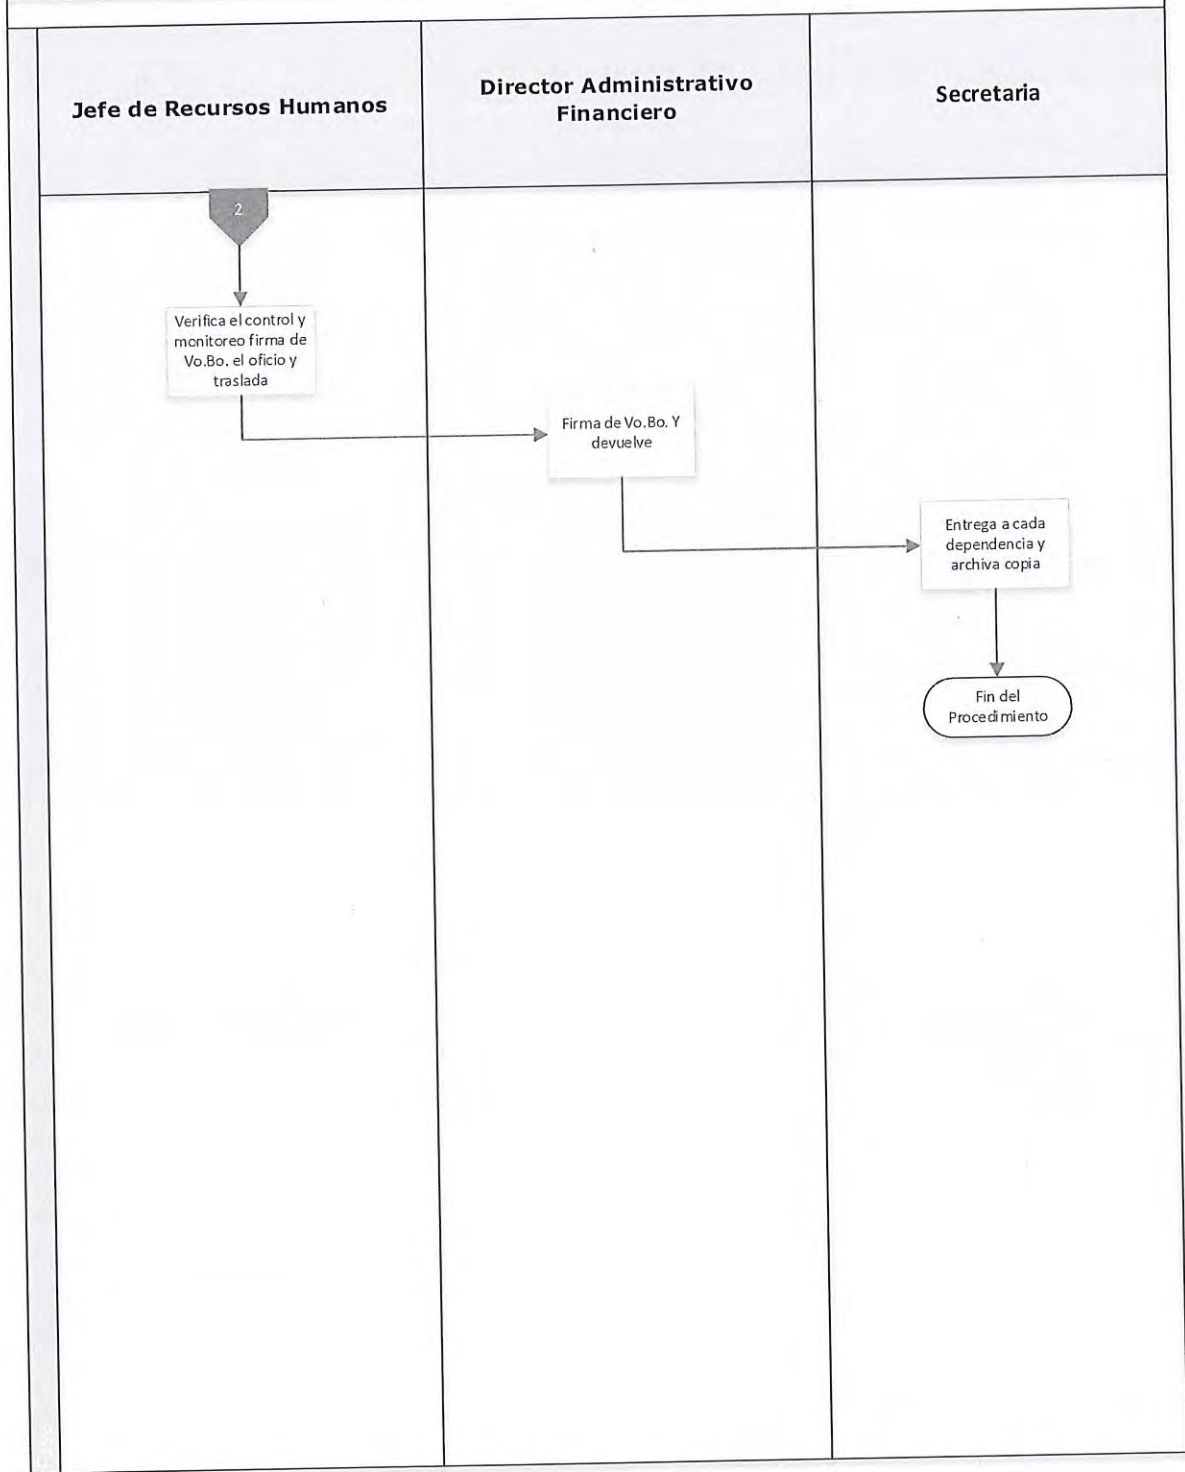 Jefe de Recursos Humanos
Director Administrativo
Financiero
Secretaria
2
Verifica el control y
monitoreo firma de
Vo.Bo. el oficio y
traslada
Firma de Vo.Bo. Y
devuelve
Entrega a cada
dependencia y
archiva copia
Fin del
Procedimiento